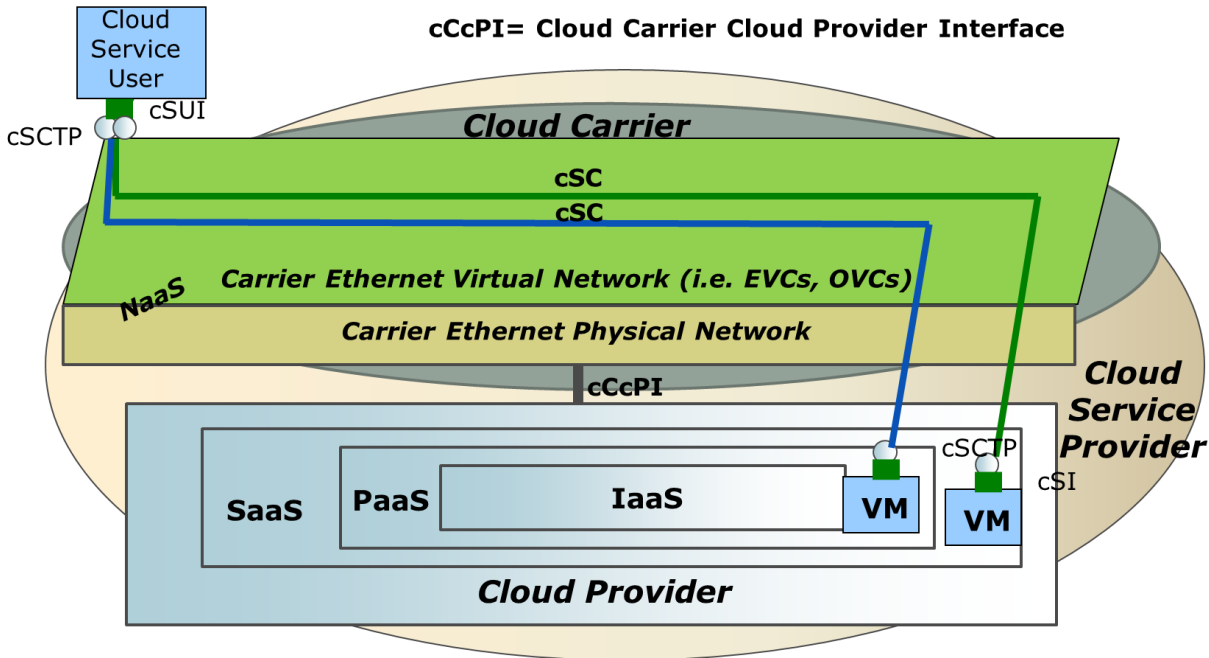 Cloud
Service
User
cCcPI= Cloud Carrier Cloud Provider Interface
cSUI
cSCTP
Cloud Carrier
cSC
cSC
Carrier Ethernet Virtual Network (i.e. EVCs, OVCs)
NaaS
Carrier Ethernet Physical Network
cCcPI
Cloud
Service
Provider
cSCTP
cSI
SaaS
PaaS
IaaS
VM
VM
Cloud Provider